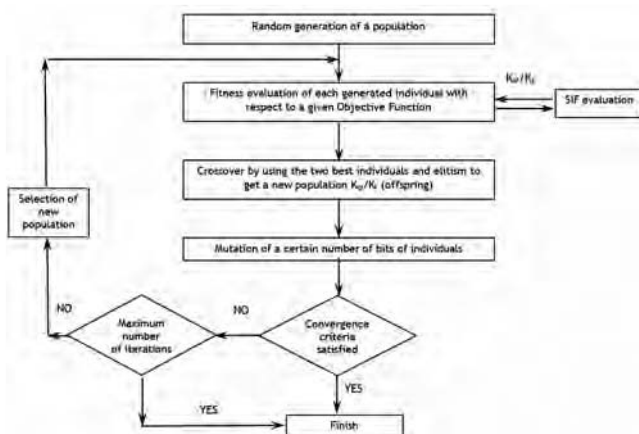 Random generation of a population
Fitness evaluation of each generated individual with
respect to a given Objective Function
SIF evaluation
Crossover by using the two best individuals and elitism to
get a new population (offspring)
Selection of
new
population
Mutation of a certain number of bits of individuals
NO
NO
Maximum
number
of iterations
Convergence
criteria
satisfied
YES
YES
Finish